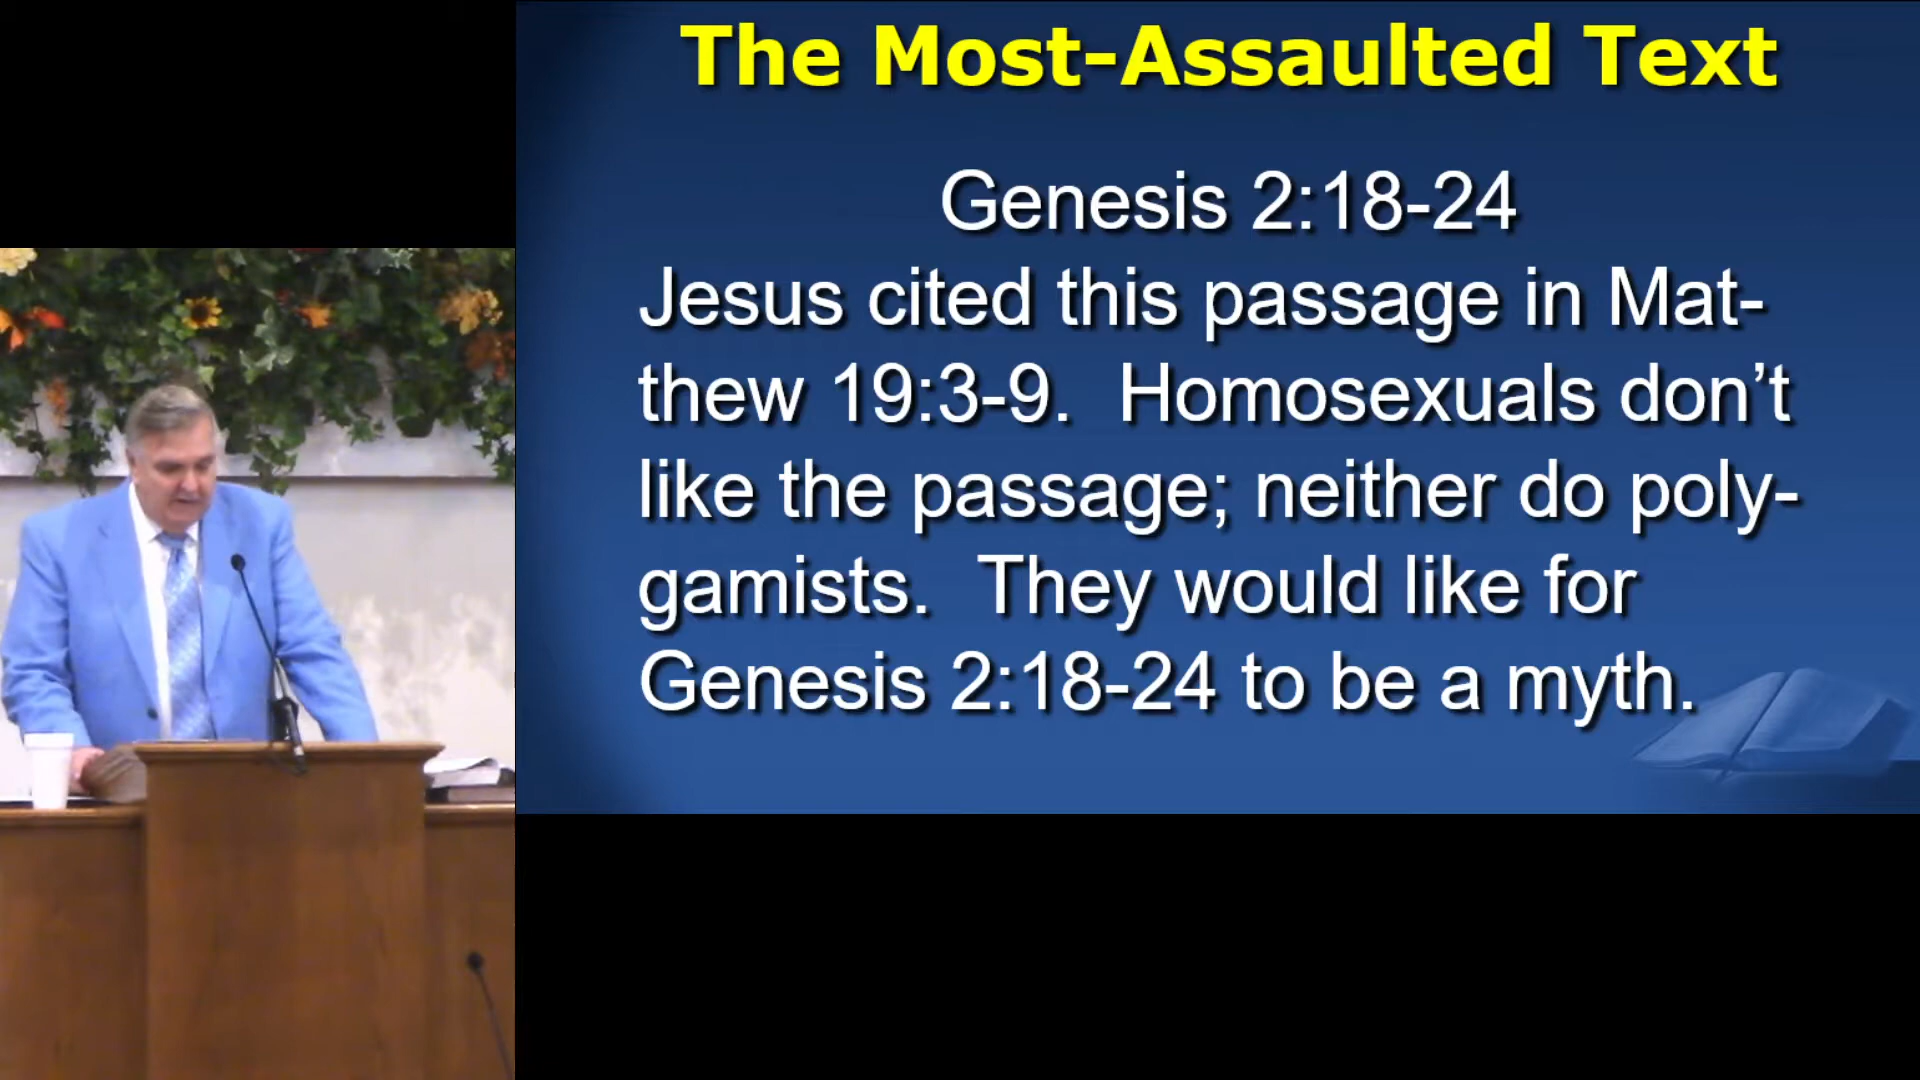 The Most-Assaulted Text
Genesis 2:18-24
Jesus cited this passage in Mat-
thew 19:3-9.  Homosexuals don’t
like the passage; neither do poly-
gamists.  They would like for
Genesis 2:18-24 to be a myth.